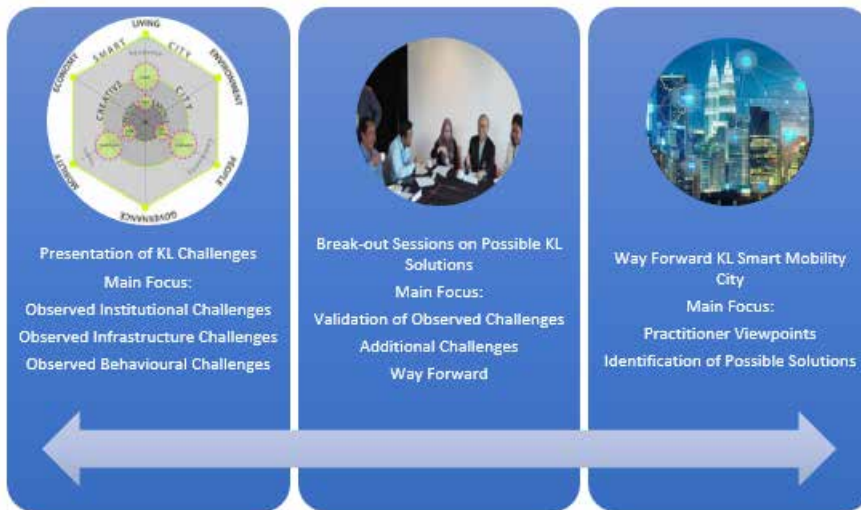 LIVING
SMART CITY
ECONOMY
ENVIRONMENT
CREATIVE CITY
MOBILITY
PEOPLE
GOVERNANCE
Presentation of KL Challenges
Main Focus:
Observed Institutional Challenges
Observed Infrastructure Challenges
Observed Behavioural Challenges
Break-out Sessions on Possible KL
Solutions
Main Focus:
Validation of Observed Challenges
Additional Challenges
Way Forward
Way Forward KL Smart Mobility
City
Main Focus:
Practitioner Viewpoints
Identification of Possible Solutions